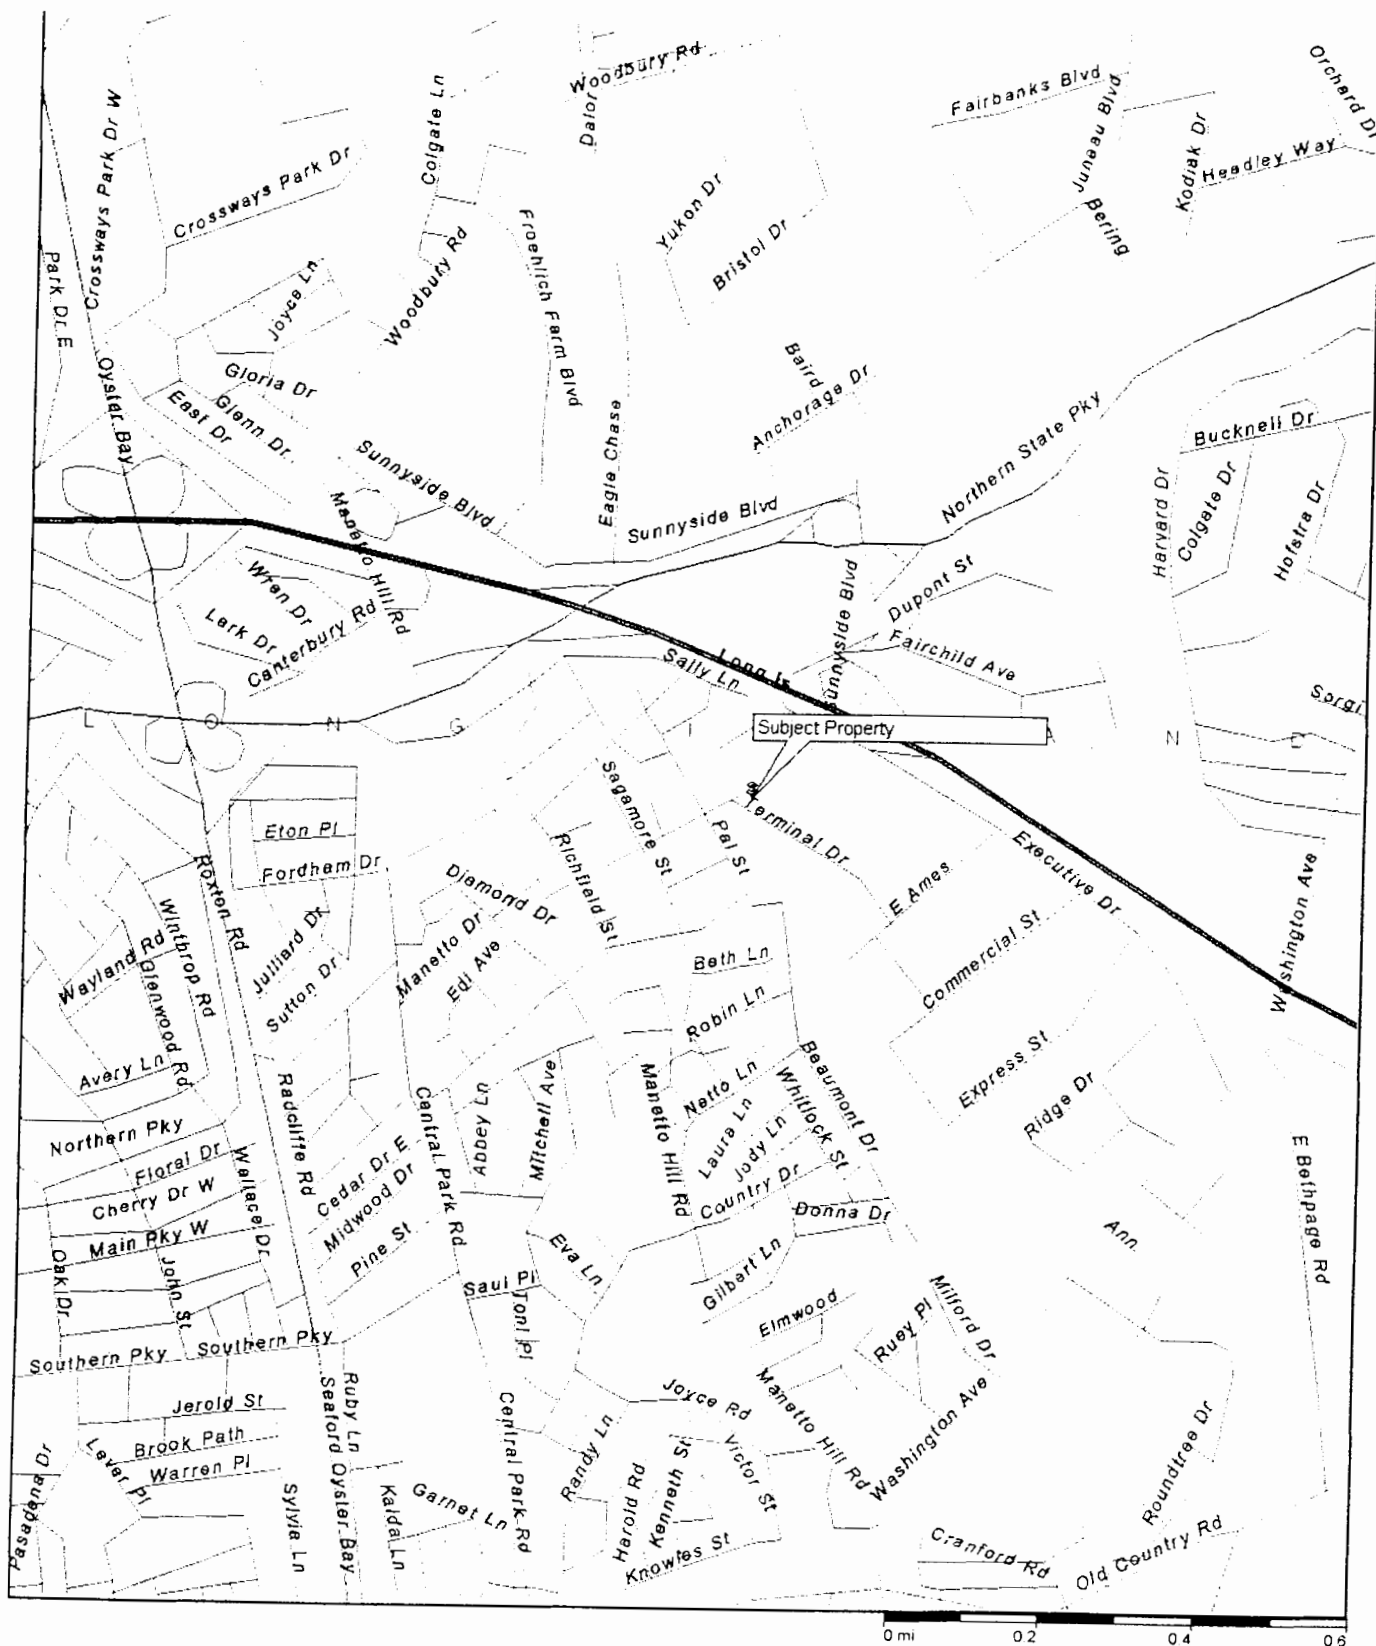 Woodbury Rd
Fairbanks Blvd
Orchard Dr
Crossways Park Dr W
Colgate Ln
Juneau Blvd
Kodiak Dr
Headley Way
Crossways Park Dr
Yukon Dr
Bristol Dr
Bering
Park Dr E
Joyce Ln
Woodbury Rd
Froehlich Farm Blvd
Oyster Bay
Gloria Dr
Glenn Dr
East Dr
Baird
Anchorage Dr
Northern State Pky
Bucknell Dr
Sunnyside Blvd
Eagle Chase
Sunnyside Blvd
Harvard Dr
Colgate Dr
Hofstra Dr
Manetto Hill Rd
Wren Dr
Lark Dr
Canterbury Rd
Sunnyside Blvd
Dupont St
Fairchild Ave
Long Is
Sally Ln
Sorgi
L O N G I A N D
Subject Property
Terminal Dr
Sagamore St
Pal St
Richfield St
Executive Dr
E Ames
Commercial St
Washington Ave
Eton Pl
Fordham Dr
Roxton Rd
Diamond Dr
Winthrop Rd
Wayland Rd
Glenwood Rd
Julliard Dr
Sutton Dr
Manetto Dr
Edi Ave
Beth Ln
Robin Ln
Avery Ln
Radcliffe Rd
Central Park Rd
Abbey Ln
Mitchell Ave
Manetto Hill Rd
Netto Ln
Laure Ln
Jody Ln
Whitlock St
Beaumont Dr
Express St
Ridge Dr
Northern Pky
Floral Dr
Cherry Dr W
Main Pky W
Wallace Dr
Cedar Dr E
Midwood Dr
Pine St
Country Dr
Donna Dr
Ann
E Bethpage Rd
Oak Dr
John St
Eva Ln
Gilbert Ln
Saul Pl
Toni Pl
Elmwood
Ruey Pl
Milford Dr
Southern Pky
Southern Pky
Jerold St
Brook Path
Warren Pl
Lever Pl
Pasadena Dr
Ruby Ln
Seaford Oyster Bay
Sylvia Ln
Kalda Ln
Garnet Ln
Central Park Rd
Randy Ln
Joyce Rd
Manetto Hill Rd
Washington Ave
Harold Rd
Kenneth St
Victor St
Knowles St
Roundtree Dr
Cranford Rd
Old Country Rd
0 mi 0.2 0.4 0.6